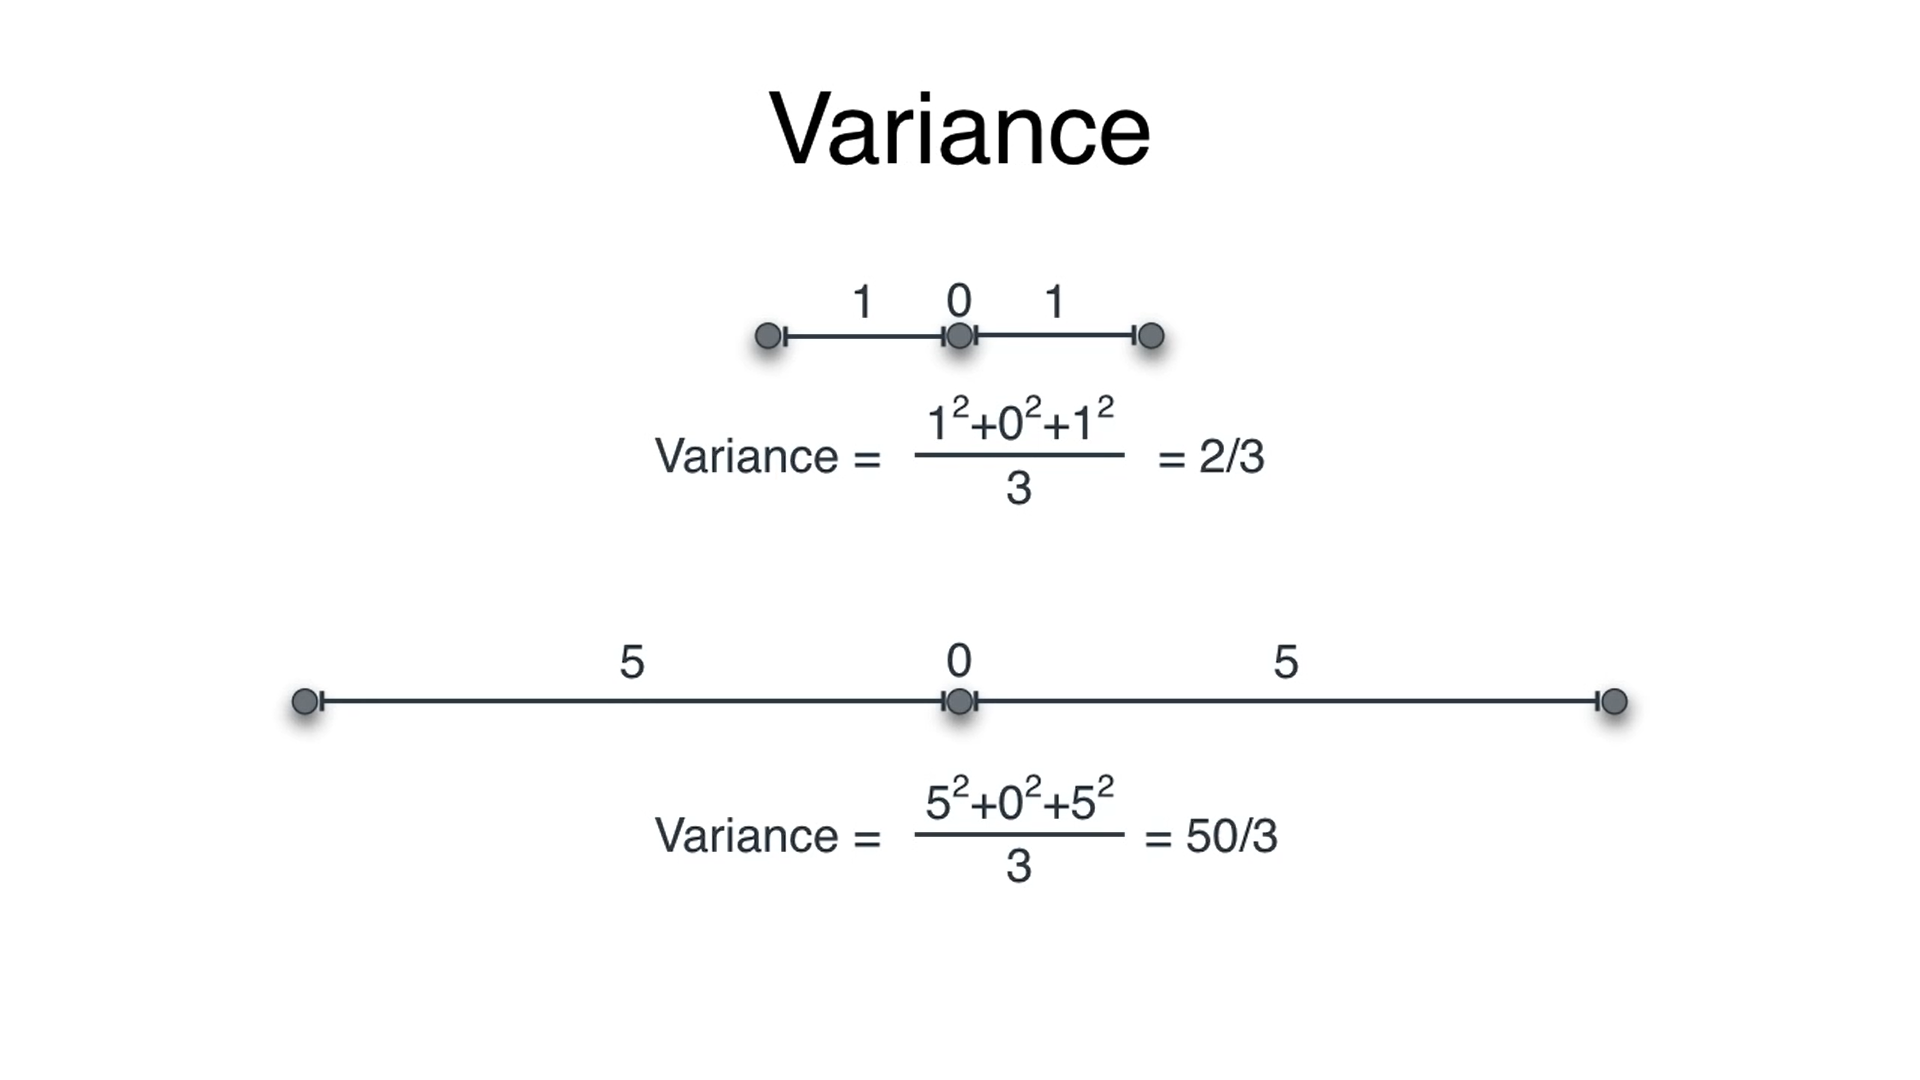 Variance
1 0 1
Variance = 1²+0²+1² / 3 = 2/3
5 0 5
Variance = 5²+0²+5² / 3 = 50/3